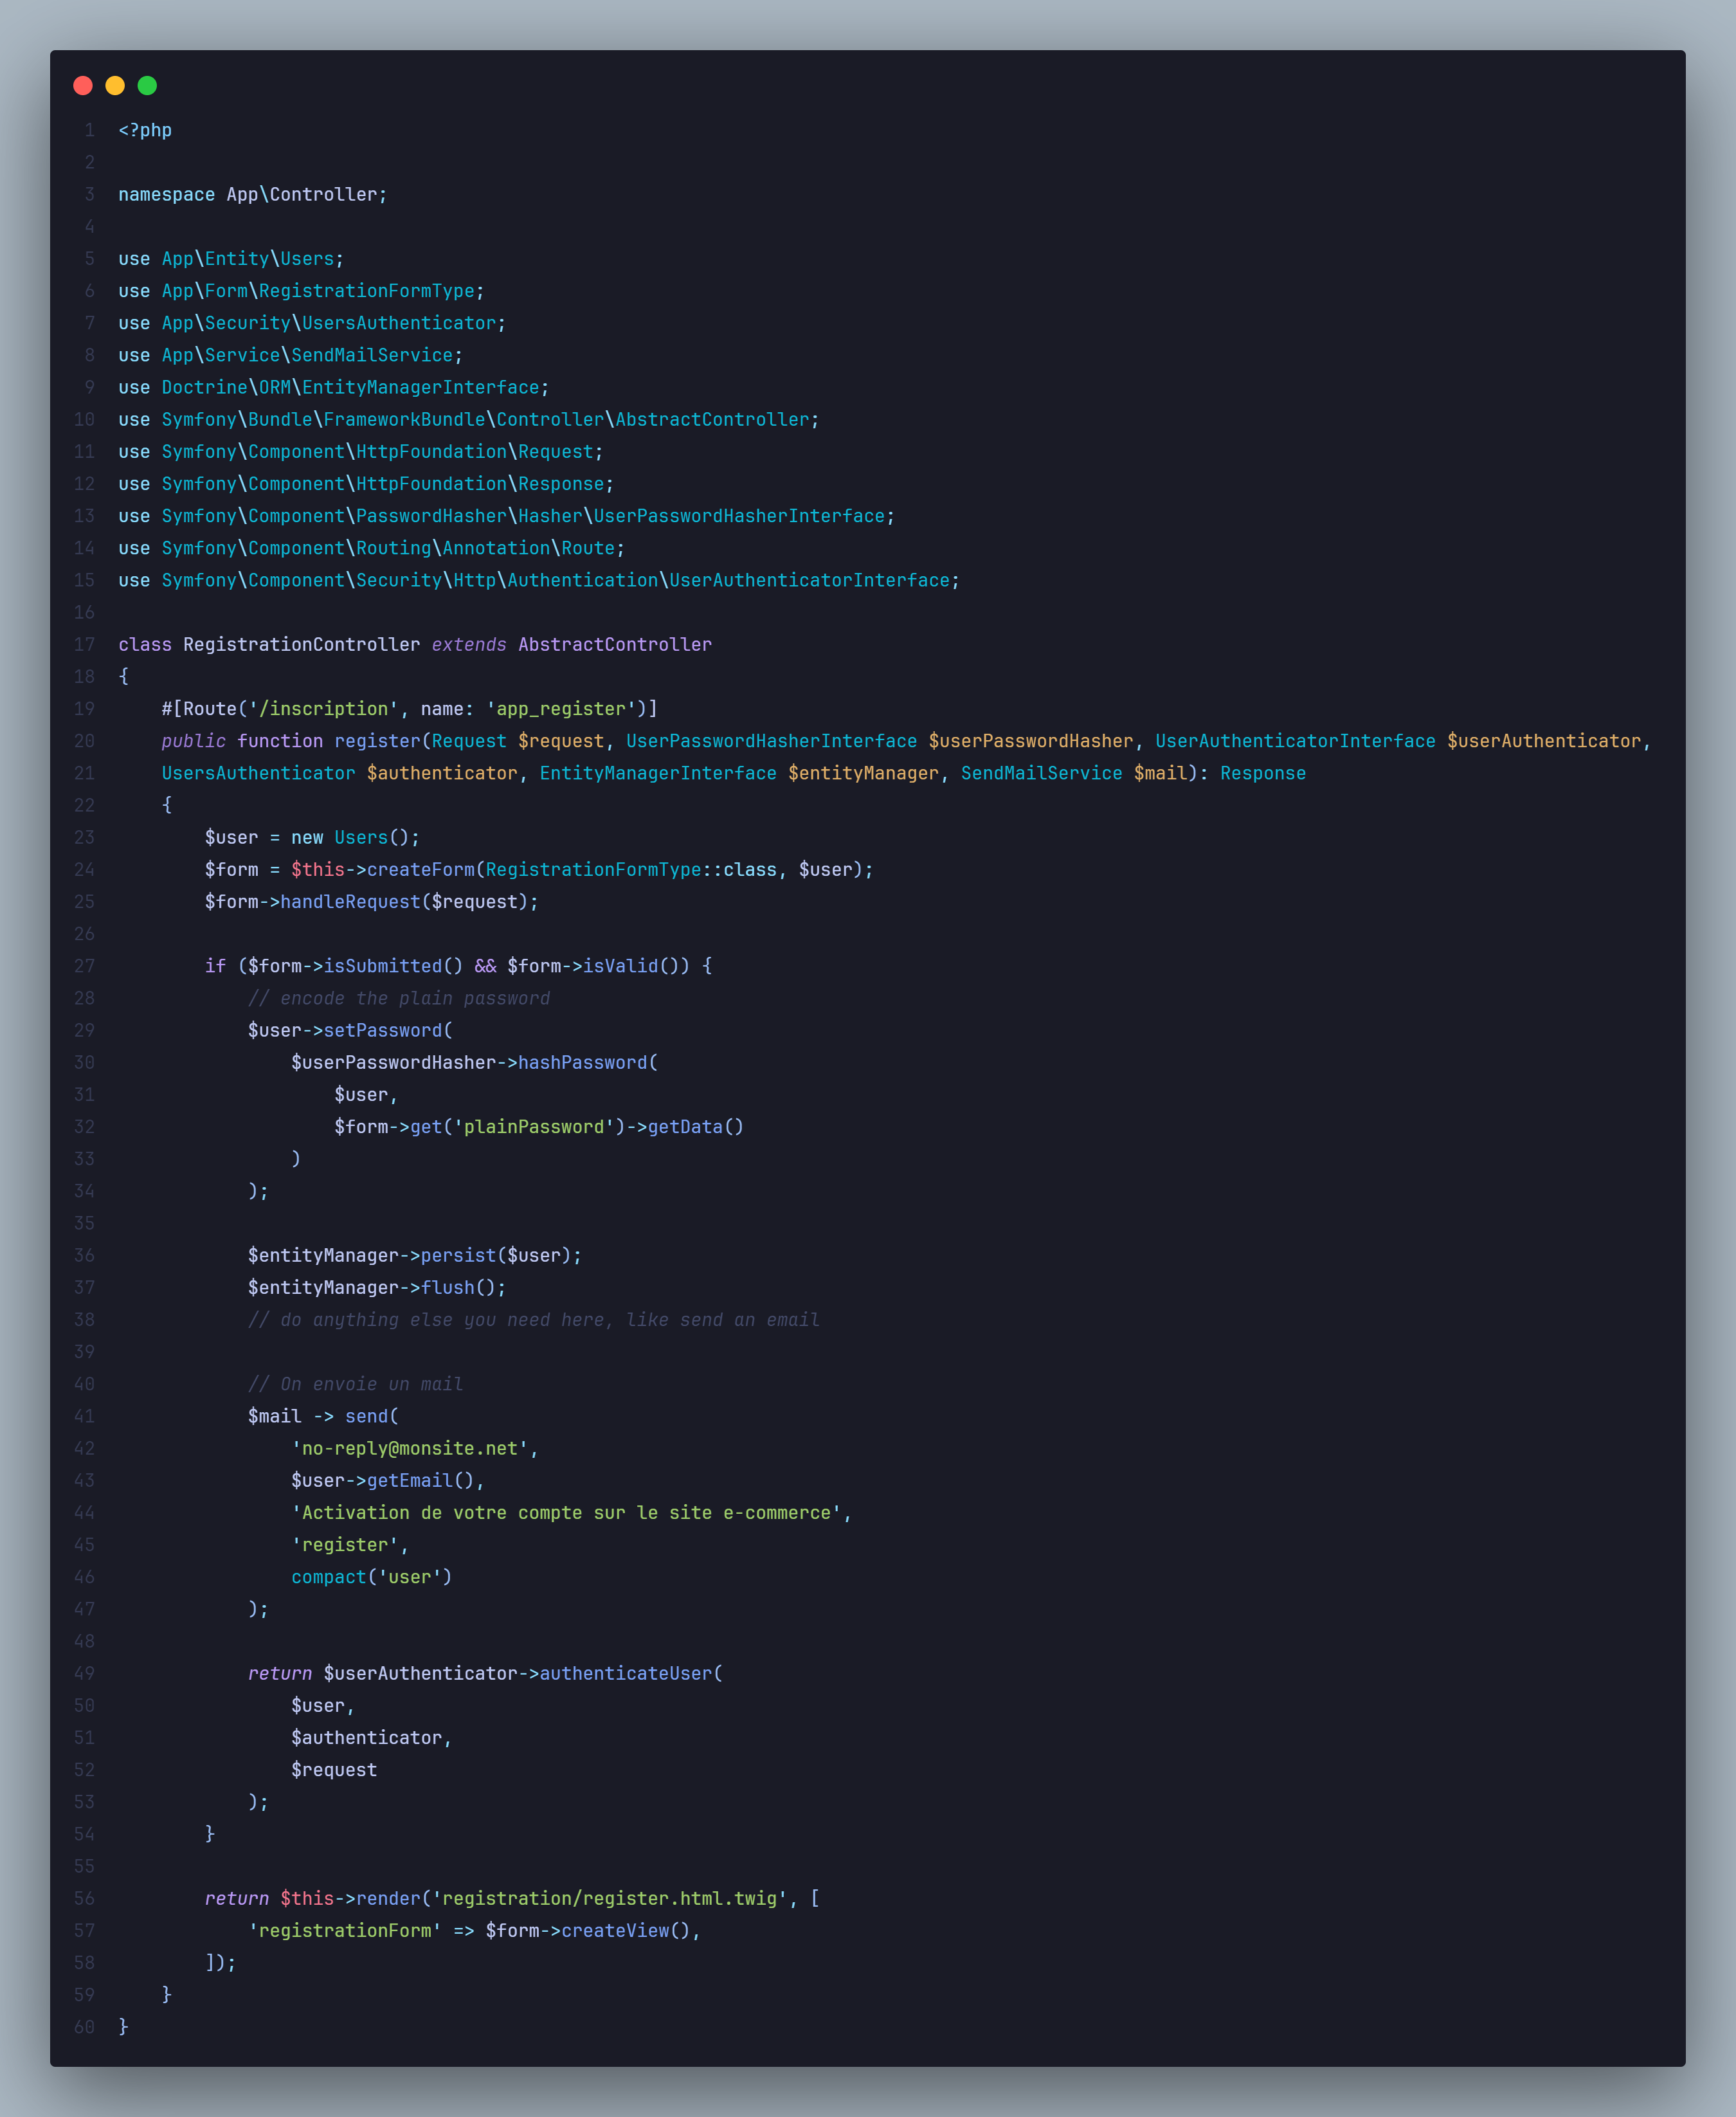 1 <?php
2
3 namespace App\Controller;
4
5 use App\Entity\Users;
6 use App\Form\RegistrationFormType;
7 use App\Security\UsersAuthenticator;
8 use App\Service\SendMailService;
9 use Doctrine\ORM\EntityManagerInterface;
10 use Symfony\Bundle\FrameworkBundle\Controller\AbstractController;
11 use Symfony\Component\HttpFoundation\Request;
12 use Symfony\Component\HttpFoundation\Response;
13 use Symfony\Component\PasswordHasher\Hasher\UserPasswordHasherInterface;
14 use Symfony\Component\Routing\Annotation\Route;
15 use Symfony\Component\Security\Http\Authentication\UserAuthenticatorInterface;
16
17 class RegistrationController extends AbstractController
18 {
19     #[Route('/inscription', name: 'app_register')]
20     public function register(Request $request, UserPasswordHasherInterface $userPasswordHasher, UserAuthenticatorInterface $userAuthenticator,
21     UsersAuthenticator $authenticator, EntityManagerInterface $entityManager, SendMailService $mail): Response
22     {
23         $user = new Users();
24         $form = $this->createForm(RegistrationFormType::class, $user);
25         $form->handleRequest($request);
26
27         if ($form->isSubmitted() && $form->isValid()) {
28             // encode the plain password
29             $user->setPassword(
30                 $userPasswordHasher->hashPassword(
31                     $user,
32                     $form->get('plainPassword')->getData()
33                 )
34             );
35
36             $entityManager->persist($user);
37             $entityManager->flush();
38             // do anything else you need here, like send an email
39
40             // On envoie un mail
41             $mail -> send(
42                 'no-reply@monsite.net',
43                 $user->getEmail(),
44                 'Activation de votre compte sur le site e-commerce',
45                 'register',
46                 compact('user')
47             );
48
49             return $userAuthenticator->authenticateUser(
50                 $user,
51                 $authenticator,
52                 $request
53             );
54         }
55
56         return $this->render('registration/register.html.twig', [
57             'registrationForm' => $form->createView(),
58         ]);
59     }
60 }